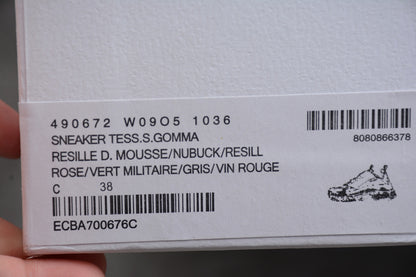 490672 W09O5 1036
SNEAKER TESS.S.GOMMA
8080866378
RESILLE D. MOUSSE/NUBUCK/RESILL
ROSE/VERT MILITAIRE/GRIS/VIN ROUGE
C 38
ECBA700676C